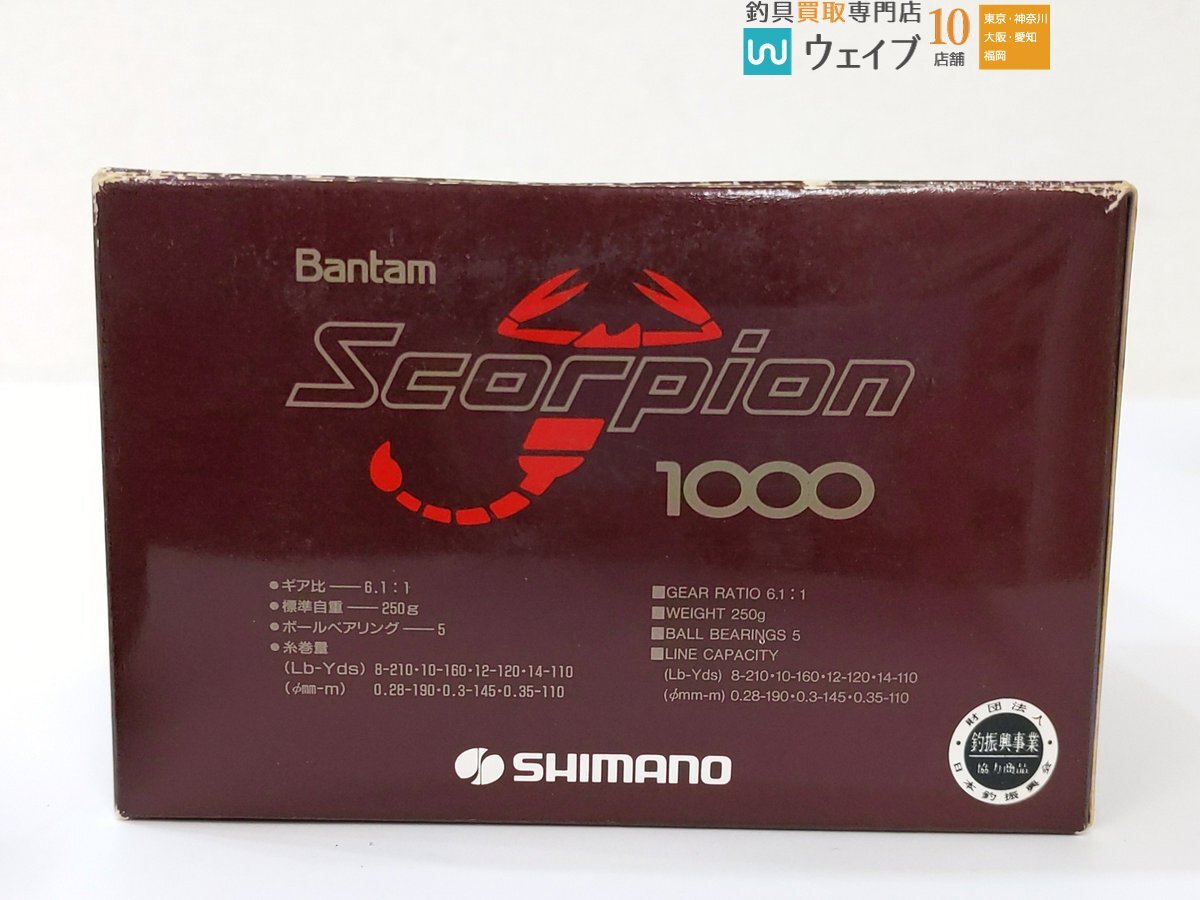 釣具買取専門店
ウェイブ
10
店舗
東京・神奈川
大阪・愛知
福岡
Bantam
Scorpion
1000
●ギア比——6.1:1
●標準自重——250g
●ボールベアリング——5
●糸巻量
(Lb-Yds) 8-210・10-160・12-120・14-110
(φmm-m) 0.28-190・0.3-145・0.35-110
■GEAR RATIO 6.1:1
■WEIGHT 250g
■BALL BEARINGS 5
■LINE CAPACITY
(Lb-Yds) 8-210・10-160・12-120・14-110
(φmm-m) 0.28-190・0.3-145・0.35-110
SHIMANO
財団法人
釣振興事業
協力商品
日本釣振興会